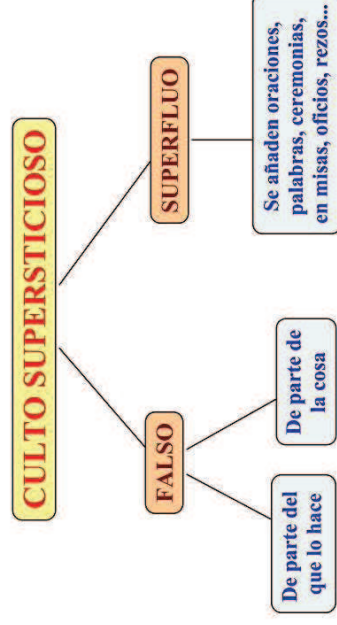 CULTO SUPERSTICIOSO
FALSO
SUPERFLUO
De parte del
que lo hace
De parte de
la cosa
Se añaden oraciones,
palabras, ceremonias,
en misas, oficios, rezos...